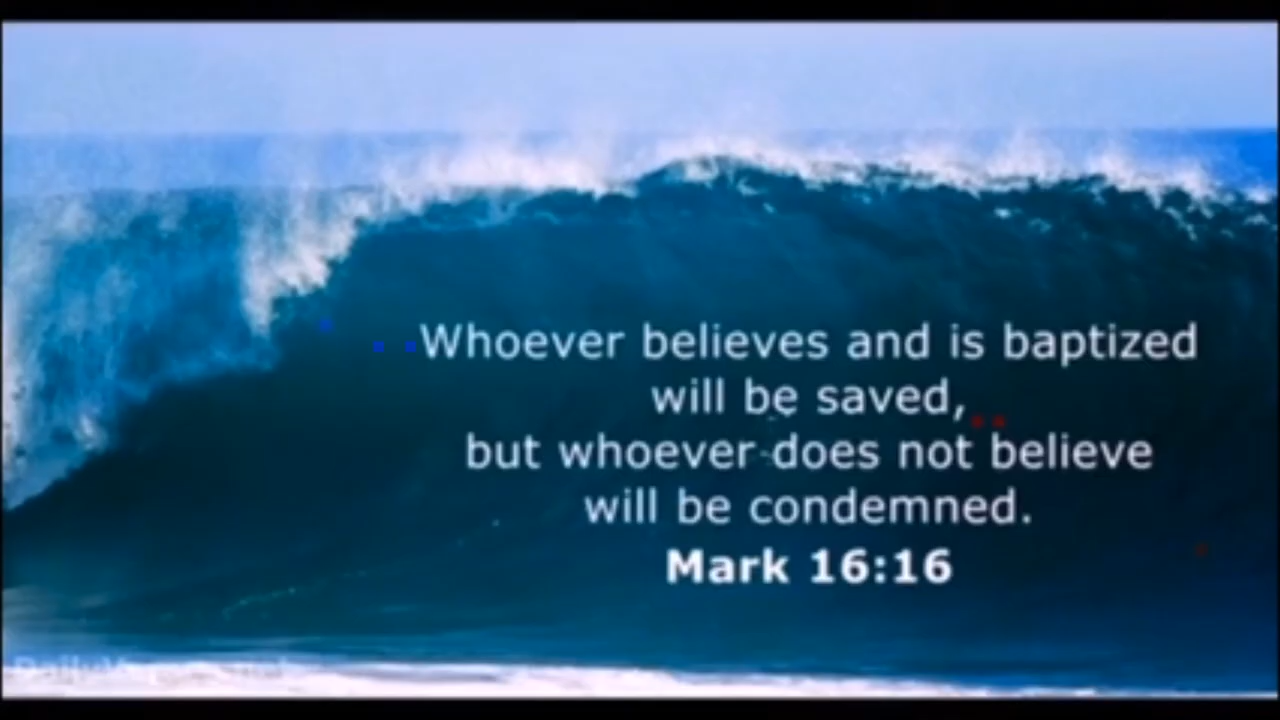 Whoever believes and is baptized
will be saved,
but whoever does not believe
will be condemned.
Mark 16:16